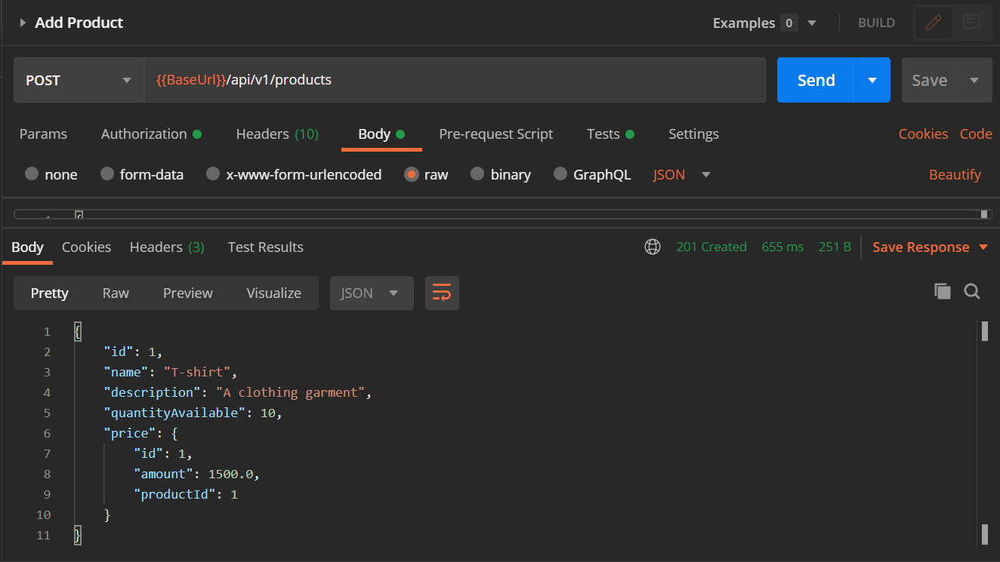 Add Product Examples 0 BUILD
POST {{BaseUrl}}/api/v1/products Send Save
Params Authorization Headers (10) Body Pre-request Script Tests Settings Cookies Code
none form-data x-www-form-urlencoded raw binary GraphQL JSON Beautify
Body Cookies Headers (3) Test Results 201 Created 655 ms 251 B Save Response
Pretty Raw Preview Visualize JSON
1 {
2 "id": 1,
3 "name": "T-shirt",
4 "description": "A clothing garment",
5 "quantityAvailable": 10,
6 "price": {
7 "id": 1,
8 "amount": 1500.0,
9 "productId": 1
10 }
11 }